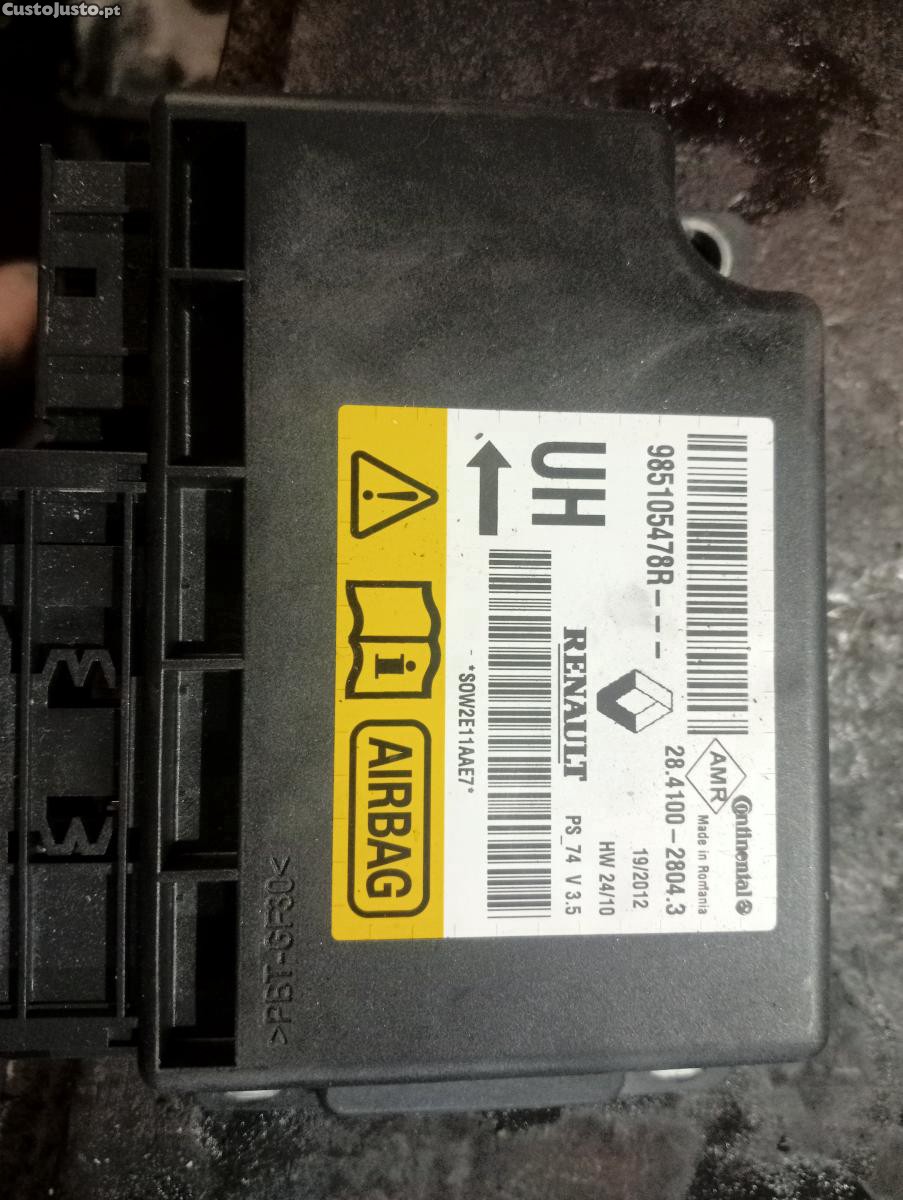 CustoJusto.pt
Continental
AMR
Made in Romania
985105478R---
28.4100-2804.3
UH
RENAULT
19/2012
HW 24/10
PS_74 V 3.5
*S0W2E11AAE7*
AIRBAG
>PBT-GF30<